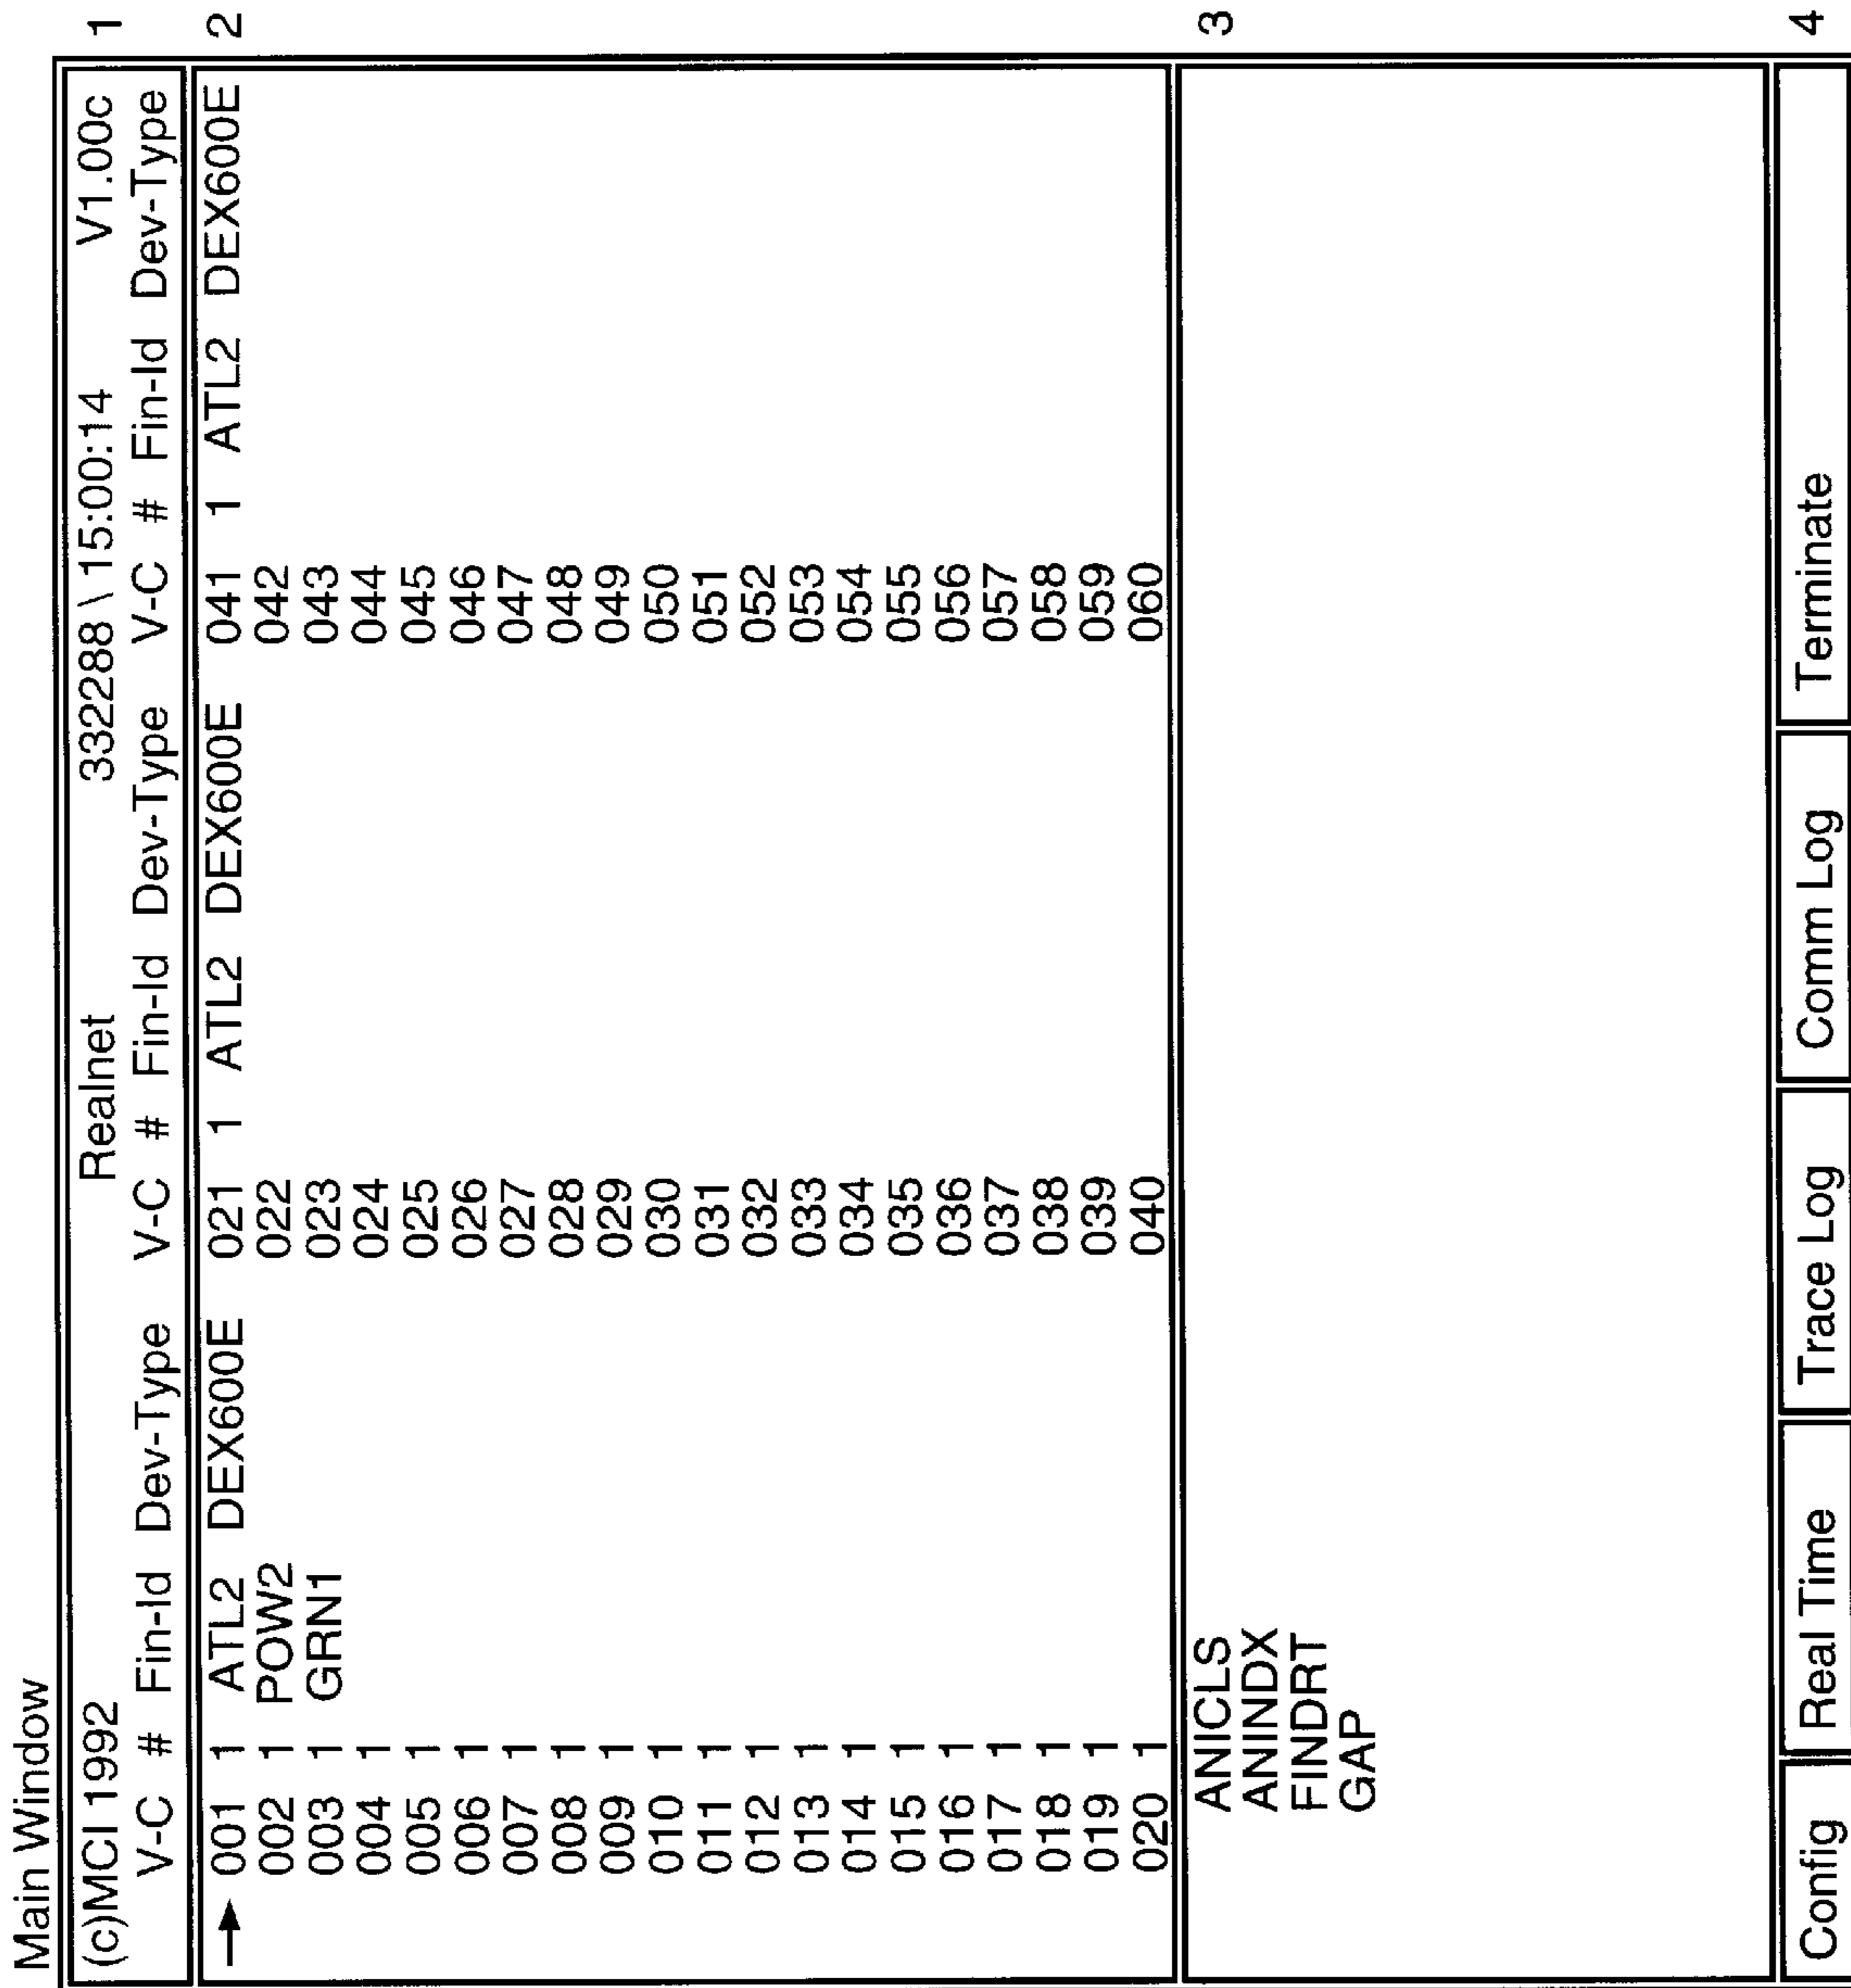 Main Window
(c)MCI 1992 Realnet 332288 \ 15:00:14 V1.00c 1
V-C # Fin-Id Dev-Type V-C # Fin-Id Dev-Type V-C # Fin-Id Dev-Type
001 1 ATL2 DEX600E 021 1 ATL2 DEX600E 041 1 ATL2 DEX600E 2
002 1 POW2 022 042
003 1 GRN1 023 043
004 1 024 044
005 1 025 045
006 1 026 046
007 1 027 047
008 1 028 048
009 1 029 049
010 1 030 050
011 1 031 051
012 1 032 052
013 1 033 053
014 1 034 054
015 1 035 055
016 1 036 056
017 1 037 057
018 1 038 058
019 1 039 059
020 1 040 060
ANICLS 3
ANINDX
FINDRT
GAP
Config Real Time Trace Log Comm Log Terminate 4